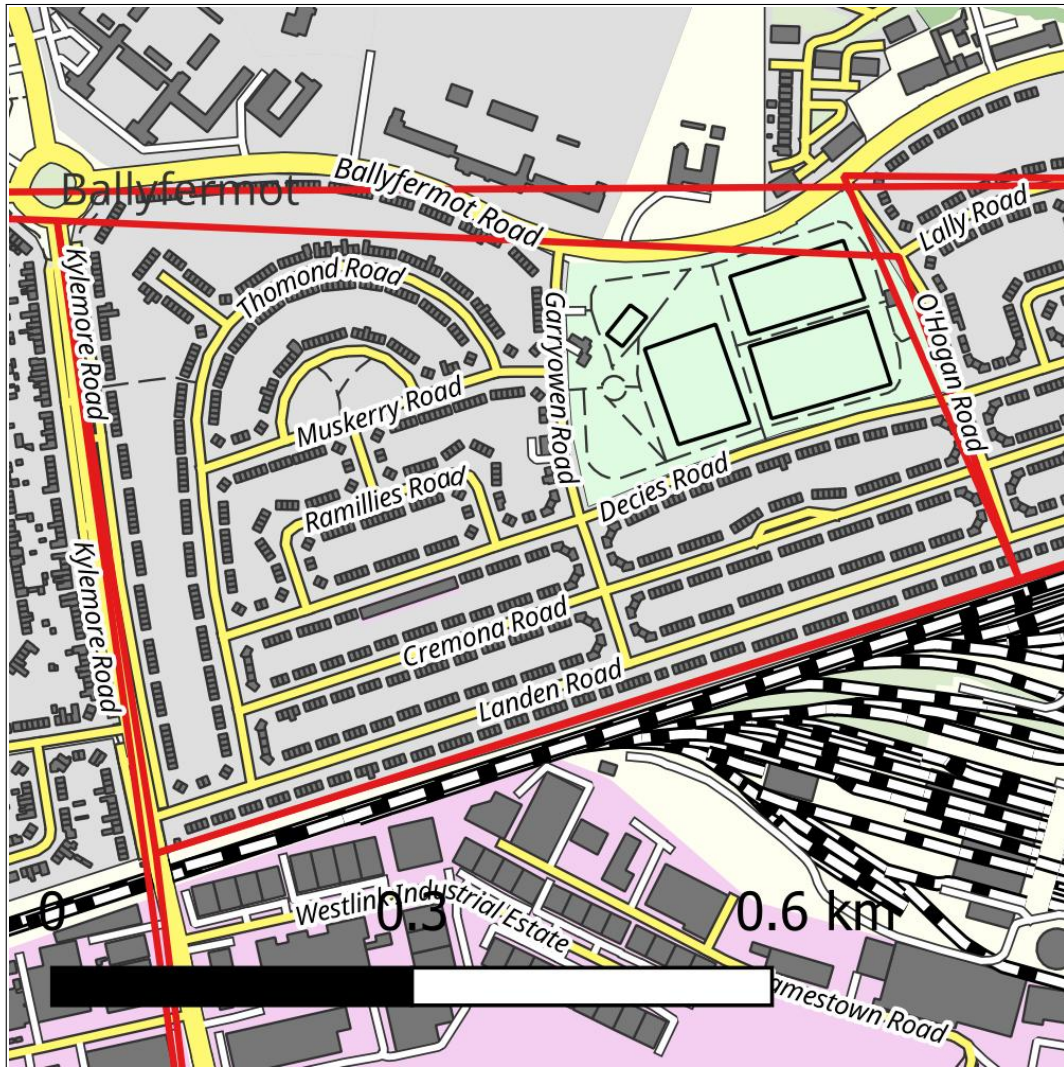 Ballyfermot
Ballyfermot Road
Lally Road
Kylemore Road
Thomond Road
Garryowen Road
O'Hogan Road
Muskerry Road
Ramillies Road
Decies Road
Kylemore Road
Cremona Road
Landen Road
Westlink Industrial Estate
0 0.3 0.6 km
amestown Road